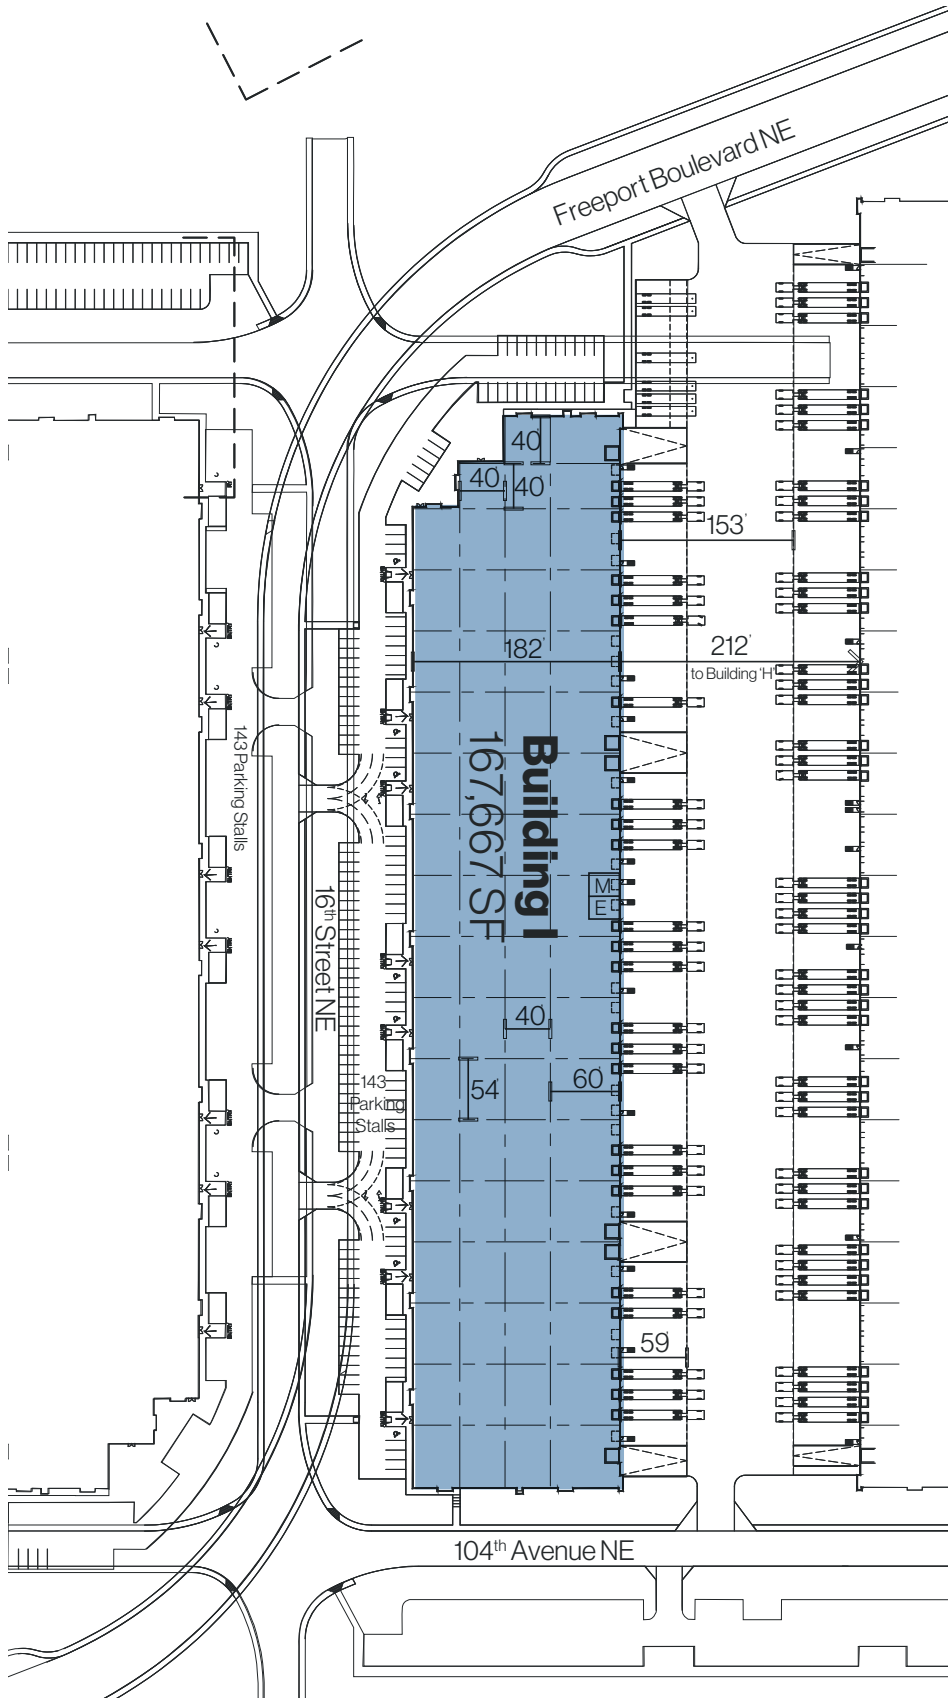 Freeport Boulevard NE
40'
40'
40'
153'
182'
212'
to Building 'H'
143 Parking Stalls
Building I
167,667 SF
M
E
16th Street NE
40'
54'
60'
143
Parking
Stalls
59'
104th Avenue NE